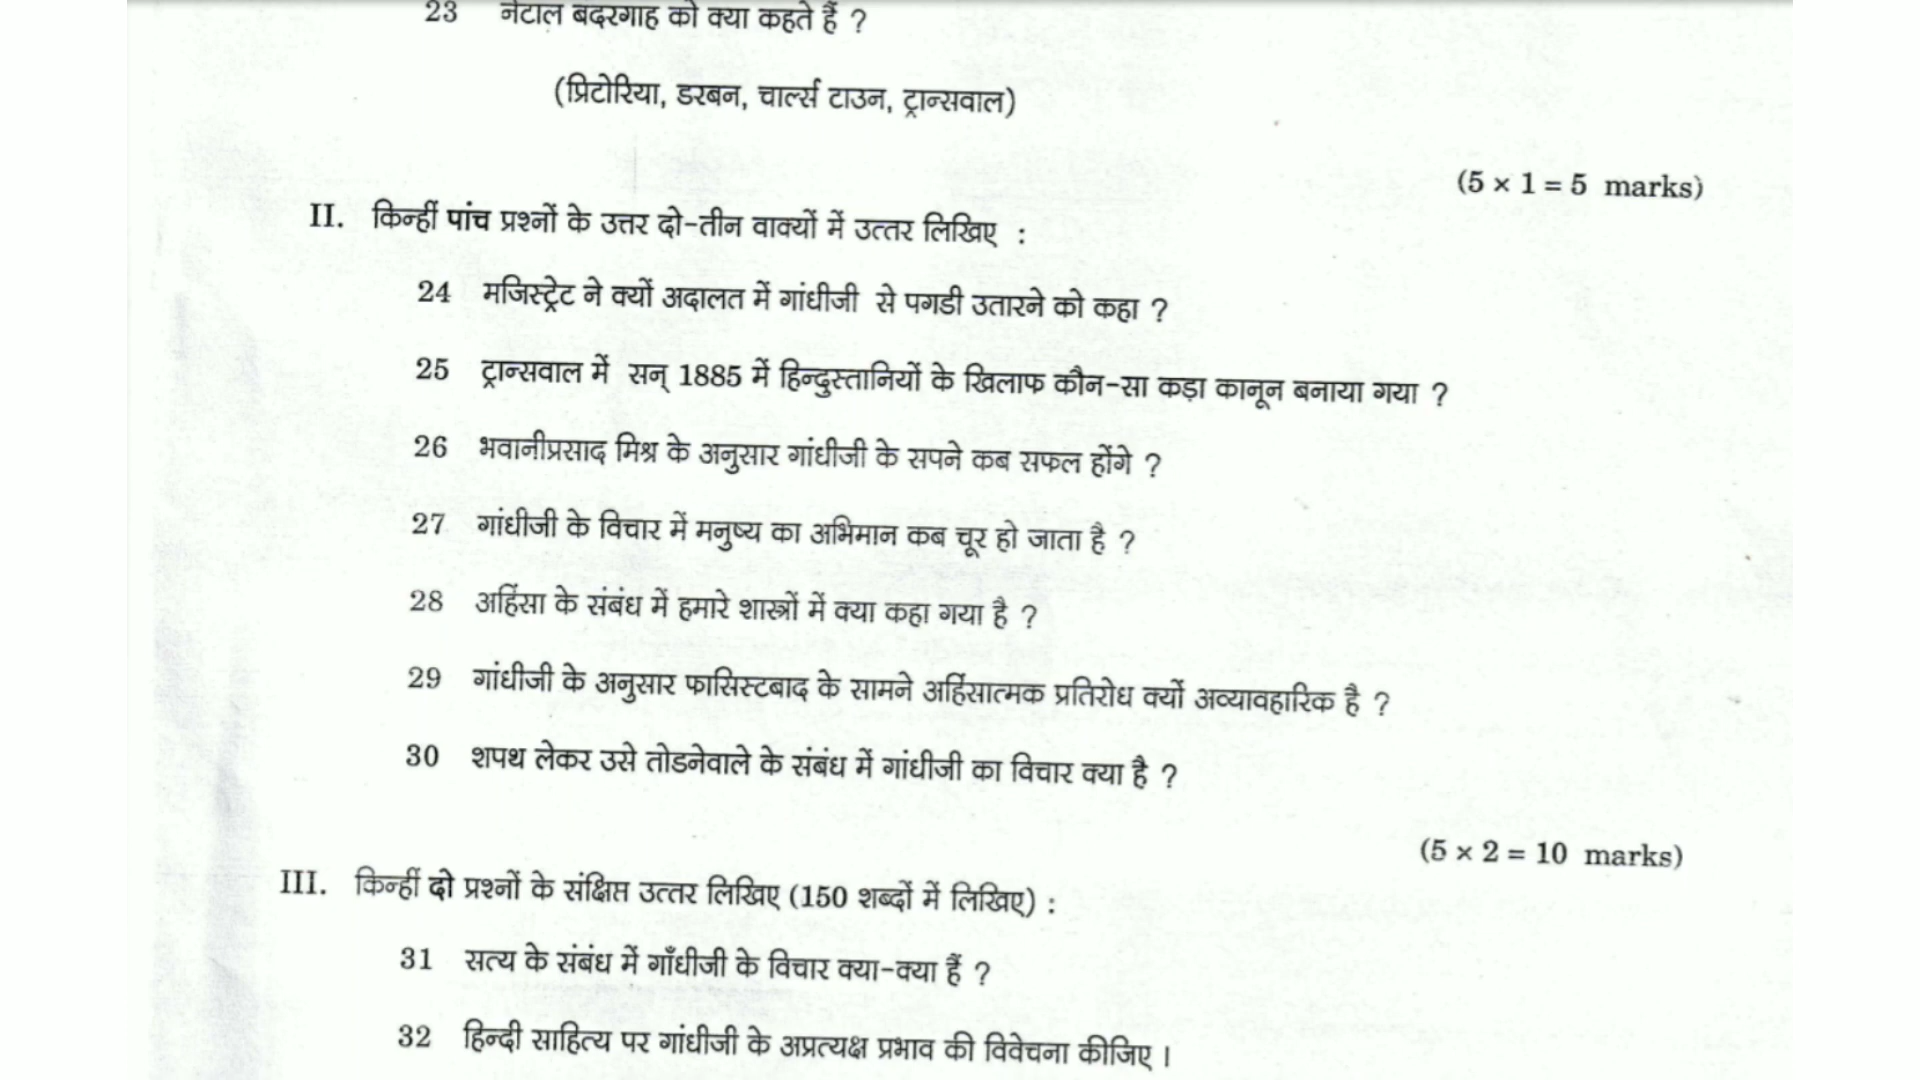 23 नेटाल बंदरगाह को क्या कहते हैं ?
(प्रिटोरिया, डरबन, चार्ल्स टाउन, ट्रान्सवाल)
(5 × 1 = 5 marks)
II. किन्हीं पांच प्रश्नों के उत्तर दो-तीन वाक्यों में उत्तर लिखिए :
24 मजिस्ट्रेट ने क्यों अदालत में गांधीजी से पगडी उतारने को कहा ?
25 ट्रान्सवाल में सन् 1885 में हिन्दुस्तानियों के खिलाफ कौन-सा कड़ा कानून बनाया गया ?
26 भवानीप्रसाद मिश्र के अनुसार गांधीजी के सपने कब सफल होंगे ?
27 गांधीजी के विचार में मनुष्य का अभिमान कब चूर हो जाता है ?
28 अहिंसा के संबंध में हमारे शास्त्रों में क्या कहा गया है ?
29 गांधीजी के अनुसार फासिस्टबाद के सामने अहिंसात्मक प्रतिरोध क्यों अव्यावहारिक है ?
30 शपथ लेकर उसे तोडनेवाले के संबंध में गांधीजी का विचार क्या है ?
(5 × 2 = 10 marks)
III. किन्हीं दो प्रश्नों के संक्षिप्त उत्तर लिखिए (150 शब्दों में लिखिए) :
31 सत्य के संबंध में गाँधीजी के विचार क्या-क्या हैं ?
32 हिन्दी साहित्य पर गांधीजी के अप्रत्यक्ष प्रभाव की विवेचना कीजिए ।